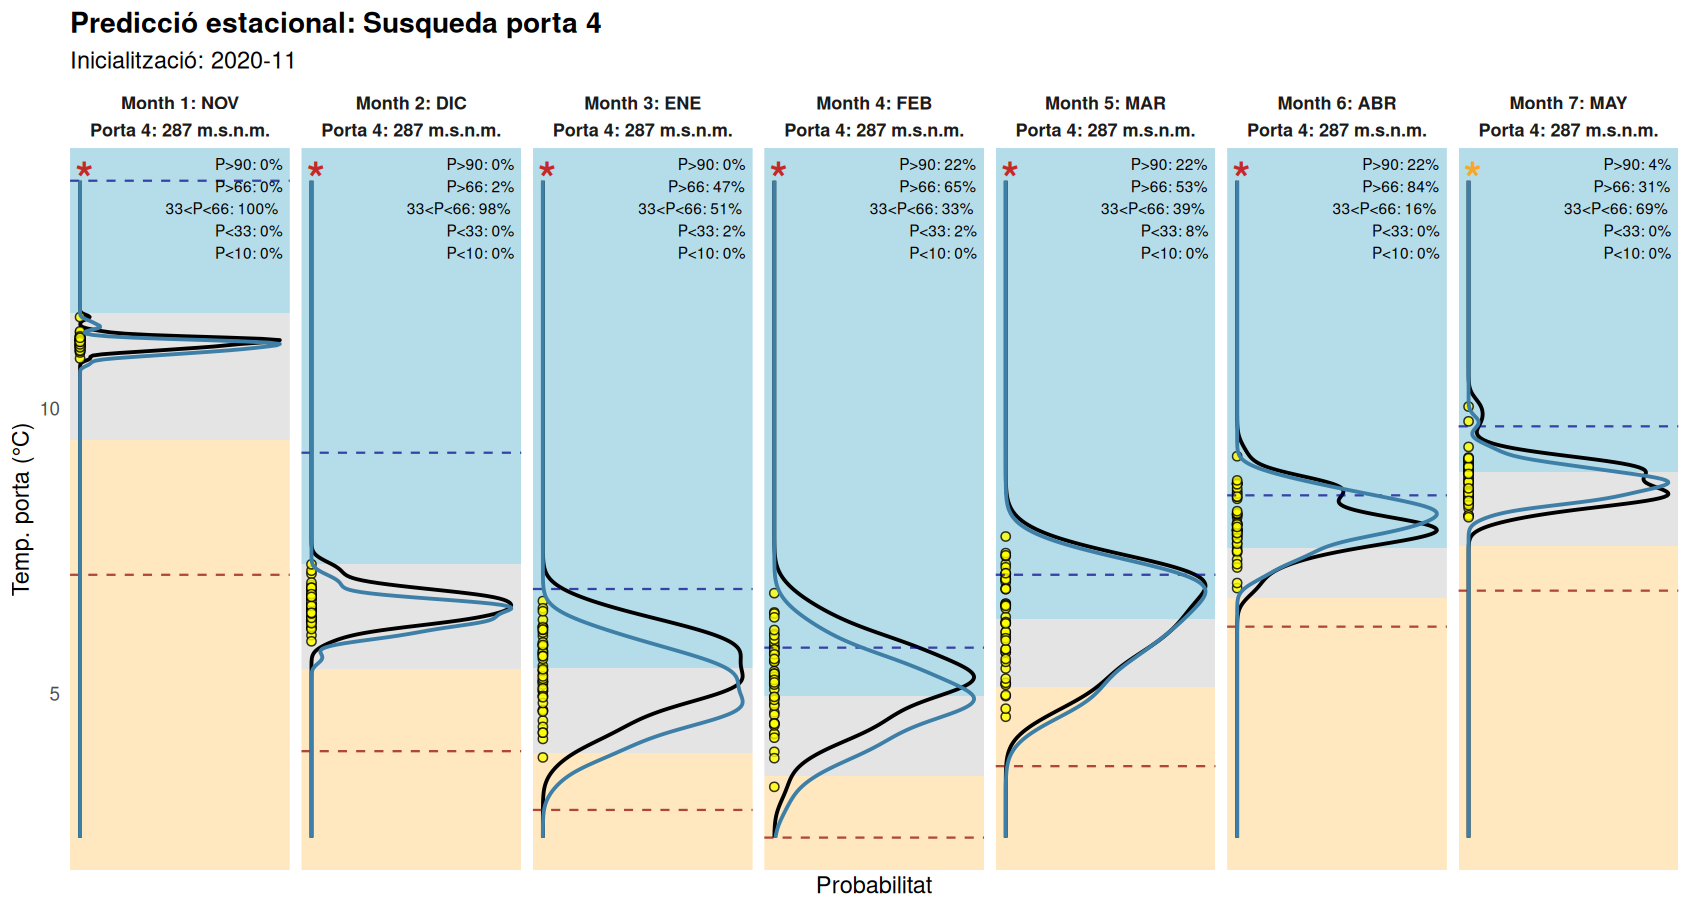 Predicció estacional: Susqueda porta 4
Inicialització: 2020-11
Month 1: NOV
Porta 4: 287 m.s.n.m.
Month 2: DIC
Porta 4: 287 m.s.n.m.
Month 3: ENE
Porta 4: 287 m.s.n.m.
Month 4: FEB
Porta 4: 287 m.s.n.m.
Month 5: MAR
Porta 4: 287 m.s.n.m.
Month 6: ABR
Porta 4: 287 m.s.n.m.
Month 7: MAY
Porta 4: 287 m.s.n.m.
*
P>90: 0%
P>66: 0%
33<P<66: 100%
P<33: 0%
P<10: 0%
*
P>90: 0%
P>66: 2%
33<P<66: 98%
P<33: 0%
P<10: 0%
*
P>90: 0%
P>66: 47%
33<P<66: 51%
P<33: 2%
P<10: 0%
*
P>90: 22%
P>66: 65%
33<P<66: 33%
P<33: 2%
P<10: 0%
*
P>90: 22%
P>66: 53%
33<P<66: 39%
P<33: 8%
P<10: 0%
*
P>90: 22%
P>66: 84%
33<P<66: 16%
P<33: 0%
P<10: 0%
*
P>90: 4%
P>66: 31%
33<P<66: 69%
P<33: 0%
P<10: 0%
10
5
Temp. porta (°C)
Probabilitat